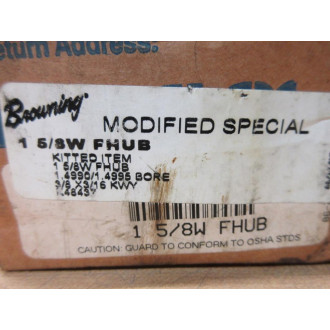 eturn Address:
Browning
MODIFIED SPECIAL
1 5/8W FHUB
KITTED ITEM
1 5/8W FHUB
1.4990/1.4995 BORE
3/8 X3/16 KWY
1 5/8W FHUB
CAUTION: GUARD TO CONFORM TO OSHA STDS